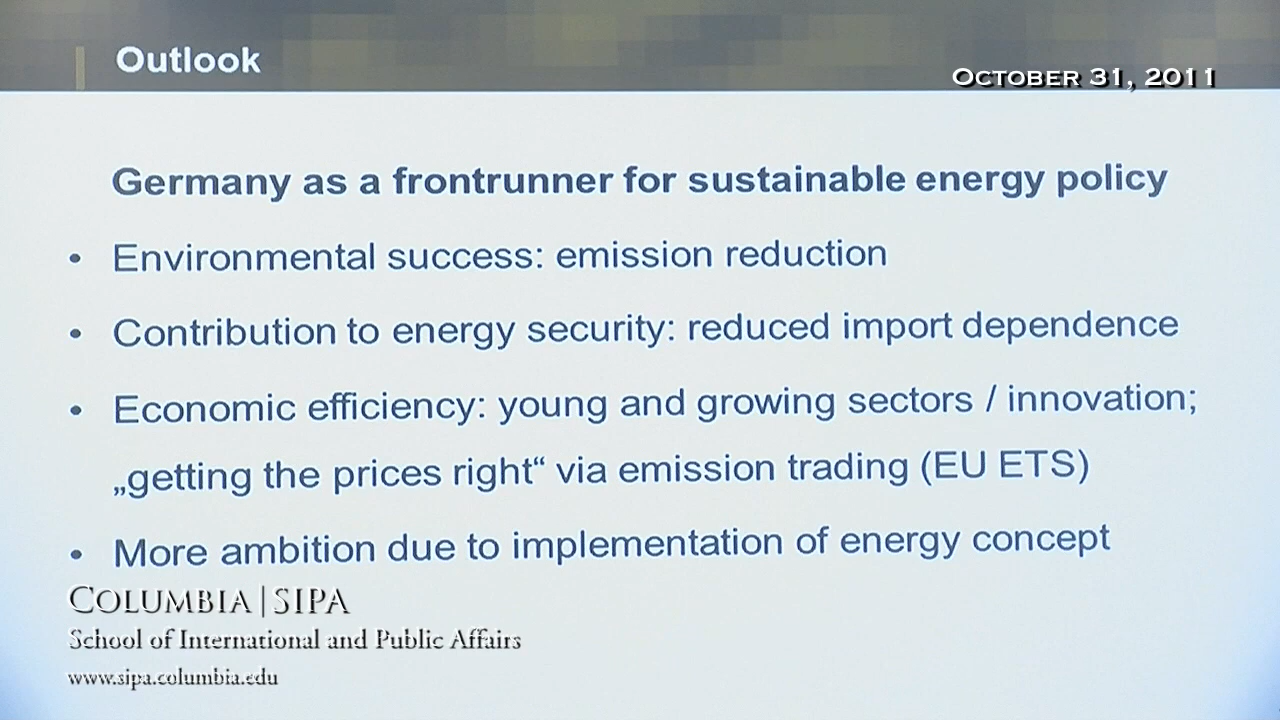 Outlook
OCTOBER 31, 2011
Germany as a frontrunner for sustainable energy policy
• Environmental success: emission reduction
• Contribution to energy security: reduced import dependence
• Economic efficiency: young and growing sectors / innovation;
„getting the prices right“ via emission trading (EU ETS)
• More ambition due to implementation of energy concept
COLUMBIA | SIPA
School of International and Public Affairs
www.sipa.columbia.edu